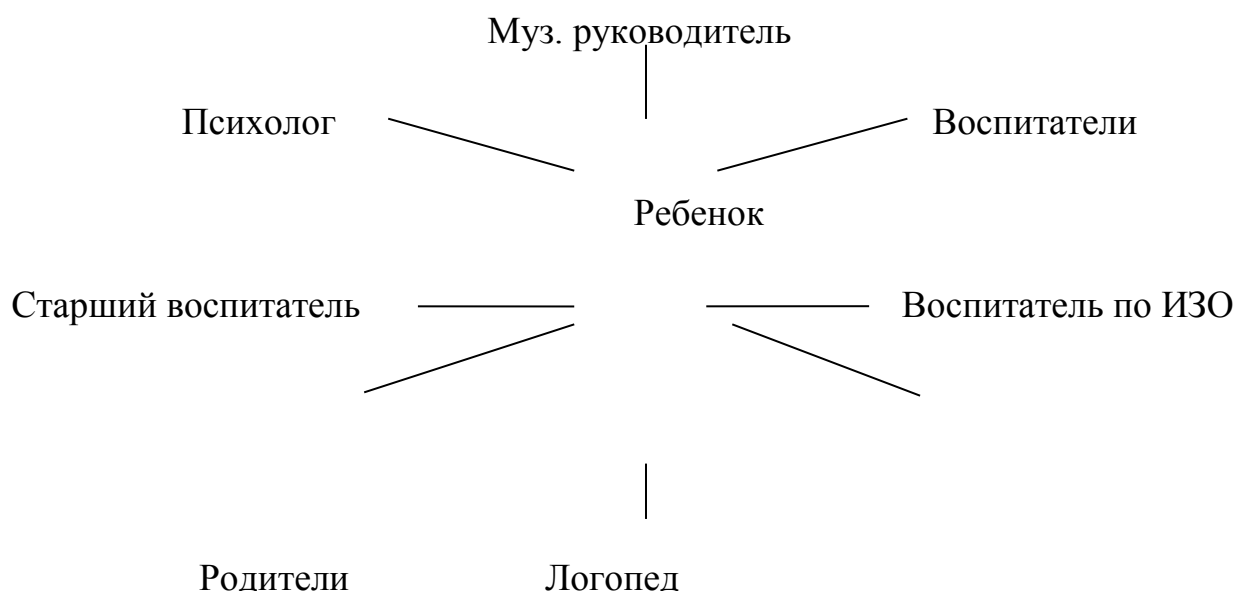 Муз. руководитель
Психолог Воспитатели
Ребенок
Старший воспитатель Воспитатель по ИЗО
Родители Логопед